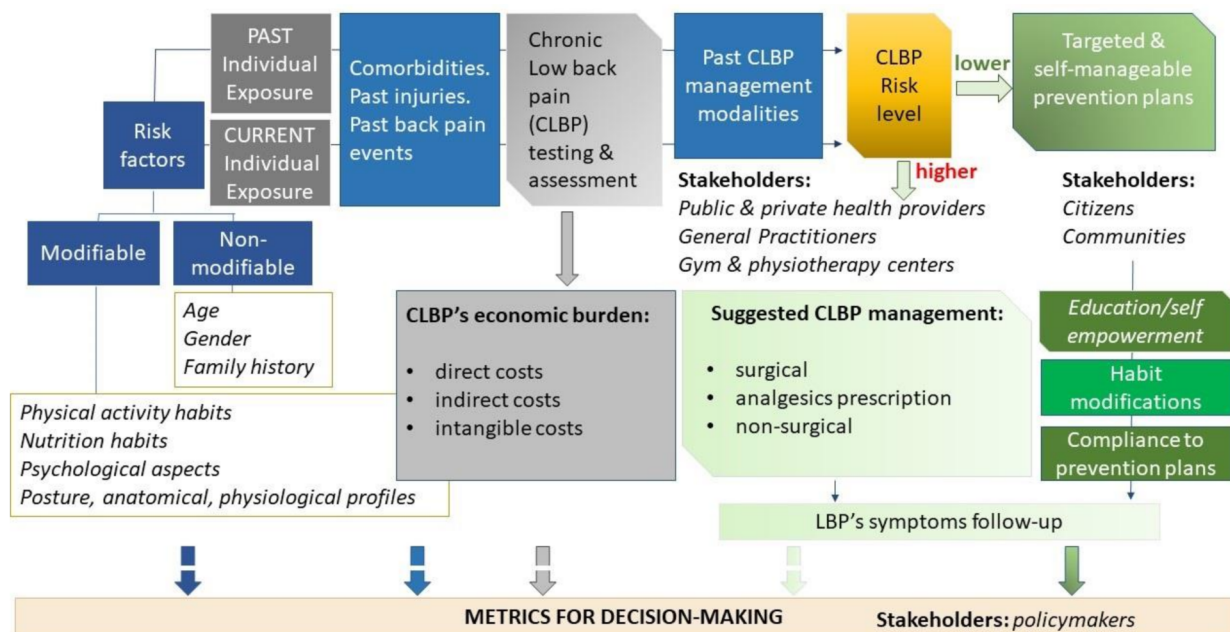 PAST
Individual
Exposure
CURRENT
Individual
Exposure
Risk
factors
Modifiable
Non-
modifiable
Age
Gender
Family history
Physical activity habits
Nutrition habits
Psychological aspects
Posture, anatomical, physiological profiles
Comorbidities.
Past injuries.
Past back pain
events
Chronic
Low back
pain
(CLBP)
testing &
assessment
Past CLBP
management
modalities
CLBP
Risk
level
lower
higher
Targeted &
self-manageable
prevention plans
Stakeholders:
Public & private health providers
General Practitioners
Gym & physiotherapy centers
Stakeholders:
Citizens
Communities
CLBP's economic burden:
• direct costs
• indirect costs
• intangible costs
Suggested CLBP management:
• surgical
• analgesics prescription
• non-surgical
Education/self
empowerment
Habit
modifications
Compliance to
prevention plans
LBP's symptoms follow-up
METRICS FOR DECISION-MAKING
Stakeholders: policymakers